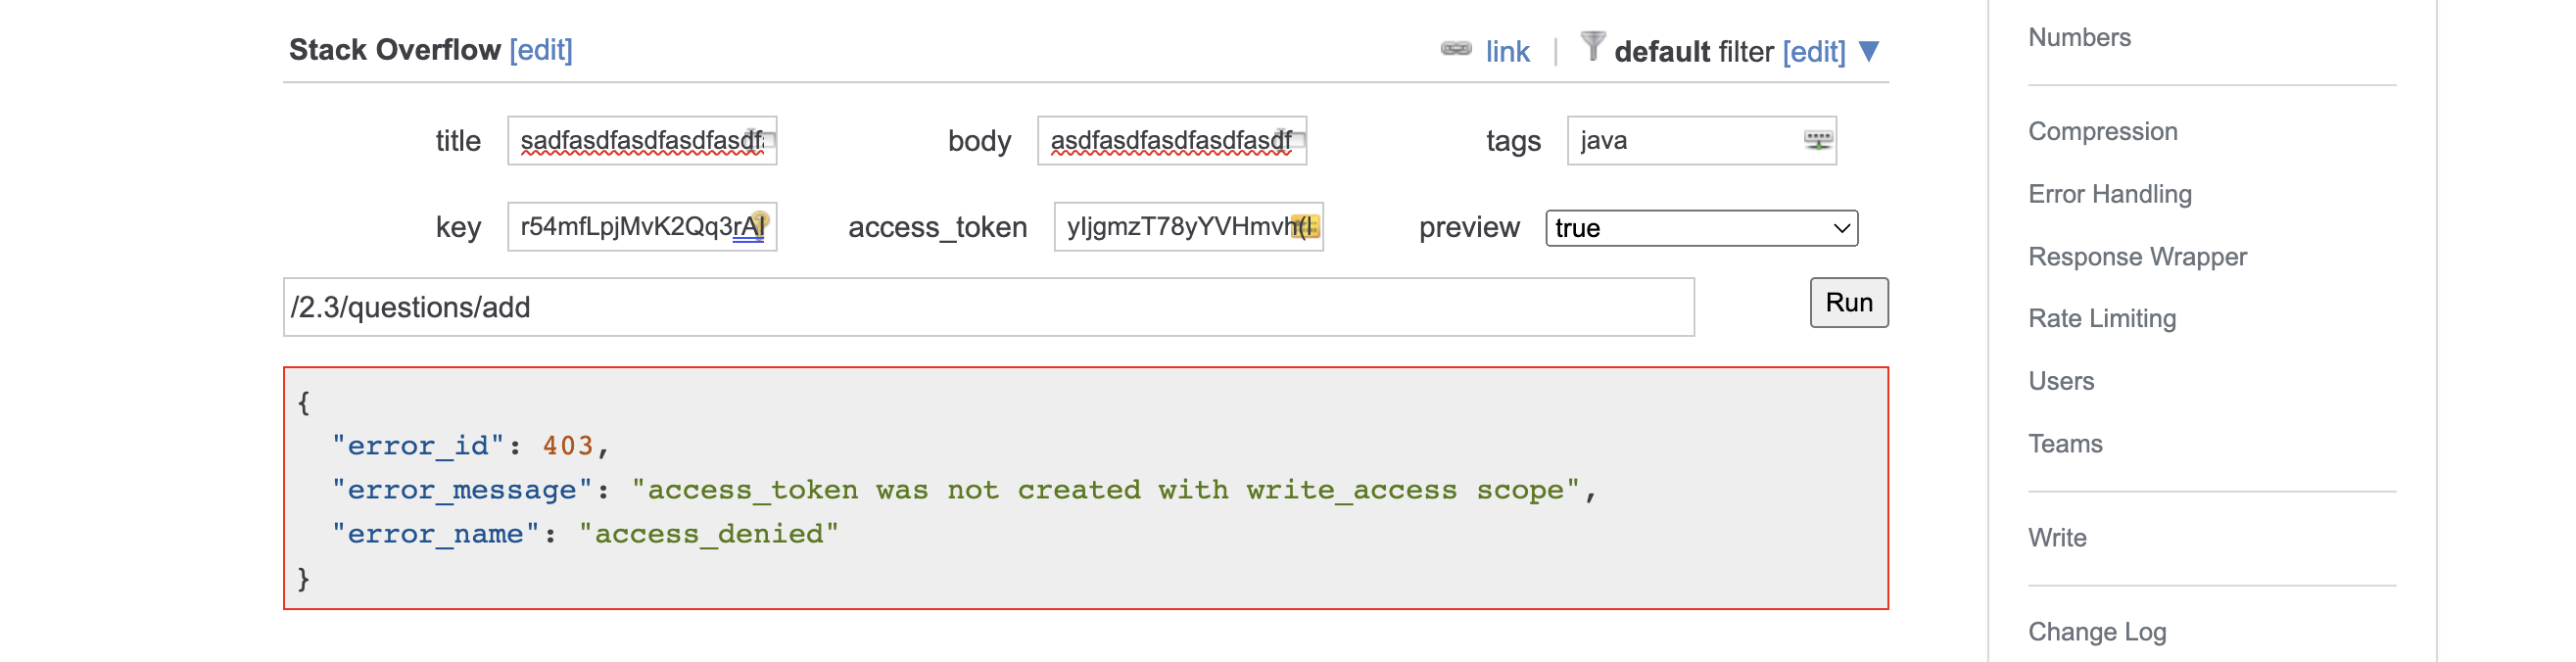 Stack Overflow [edit]
link | default filter [edit] ▼
title sadfasdfasdfasdfasdf body asdfasdfasdfasdfasdf tags java
key r54mfLpjMvK2Qq3rA access_token yIjgmzT78yYVHmvh( preview true
/2.3/questions/add Run
{
"error_id": 403,
"error_message": "access_token was not created with write_access scope",
"error_name": "access_denied"
}
Numbers
Compression
Error Handling
Response Wrapper
Rate Limiting
Users
Teams
Write
Change Log